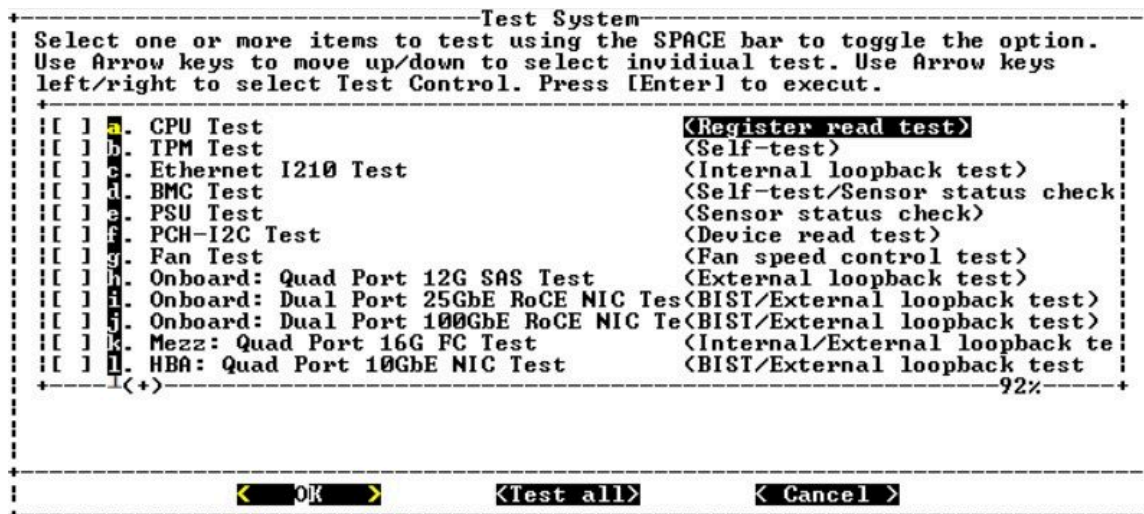 Test System
Select one or more items to test using the SPACE bar to toggle the option.
Use Arrow keys to move up/down to select invidiual test. Use Arrow keys
left/right to select Test Control. Press [Enter] to execut.
[ ] a. CPU Test (Register read test)
[ ] b. TPM Test (Self-test)
[ ] c. Ethernet I210 Test (Internal loopback test)
[ ] d. BMC Test (Self-test/Sensor status check
[ ] e. PSU Test (Sensor status check)
[ ] f. PCH-I2C Test (Device read test)
[ ] g. Fan Test (Fan speed control test)
[ ] h. Onboard: Quad Port 12G SAS Test (External loopback test)
[ ] i. Onboard: Dual Port 25GbE RoCE NIC Tes(BIST/External loopback test)
[ ] j. Onboard: Dual Port 100GbE RoCE NIC Te(BIST/External loopback test)
[ ] k. Mezz: Quad Port 16G FC Test (Internal/External loopback te
[ ] l. HBA: Quad Port 10GbE NIC Test (BIST/External loopback test
(+) 92%
< OK > <Test all> < Cancel >